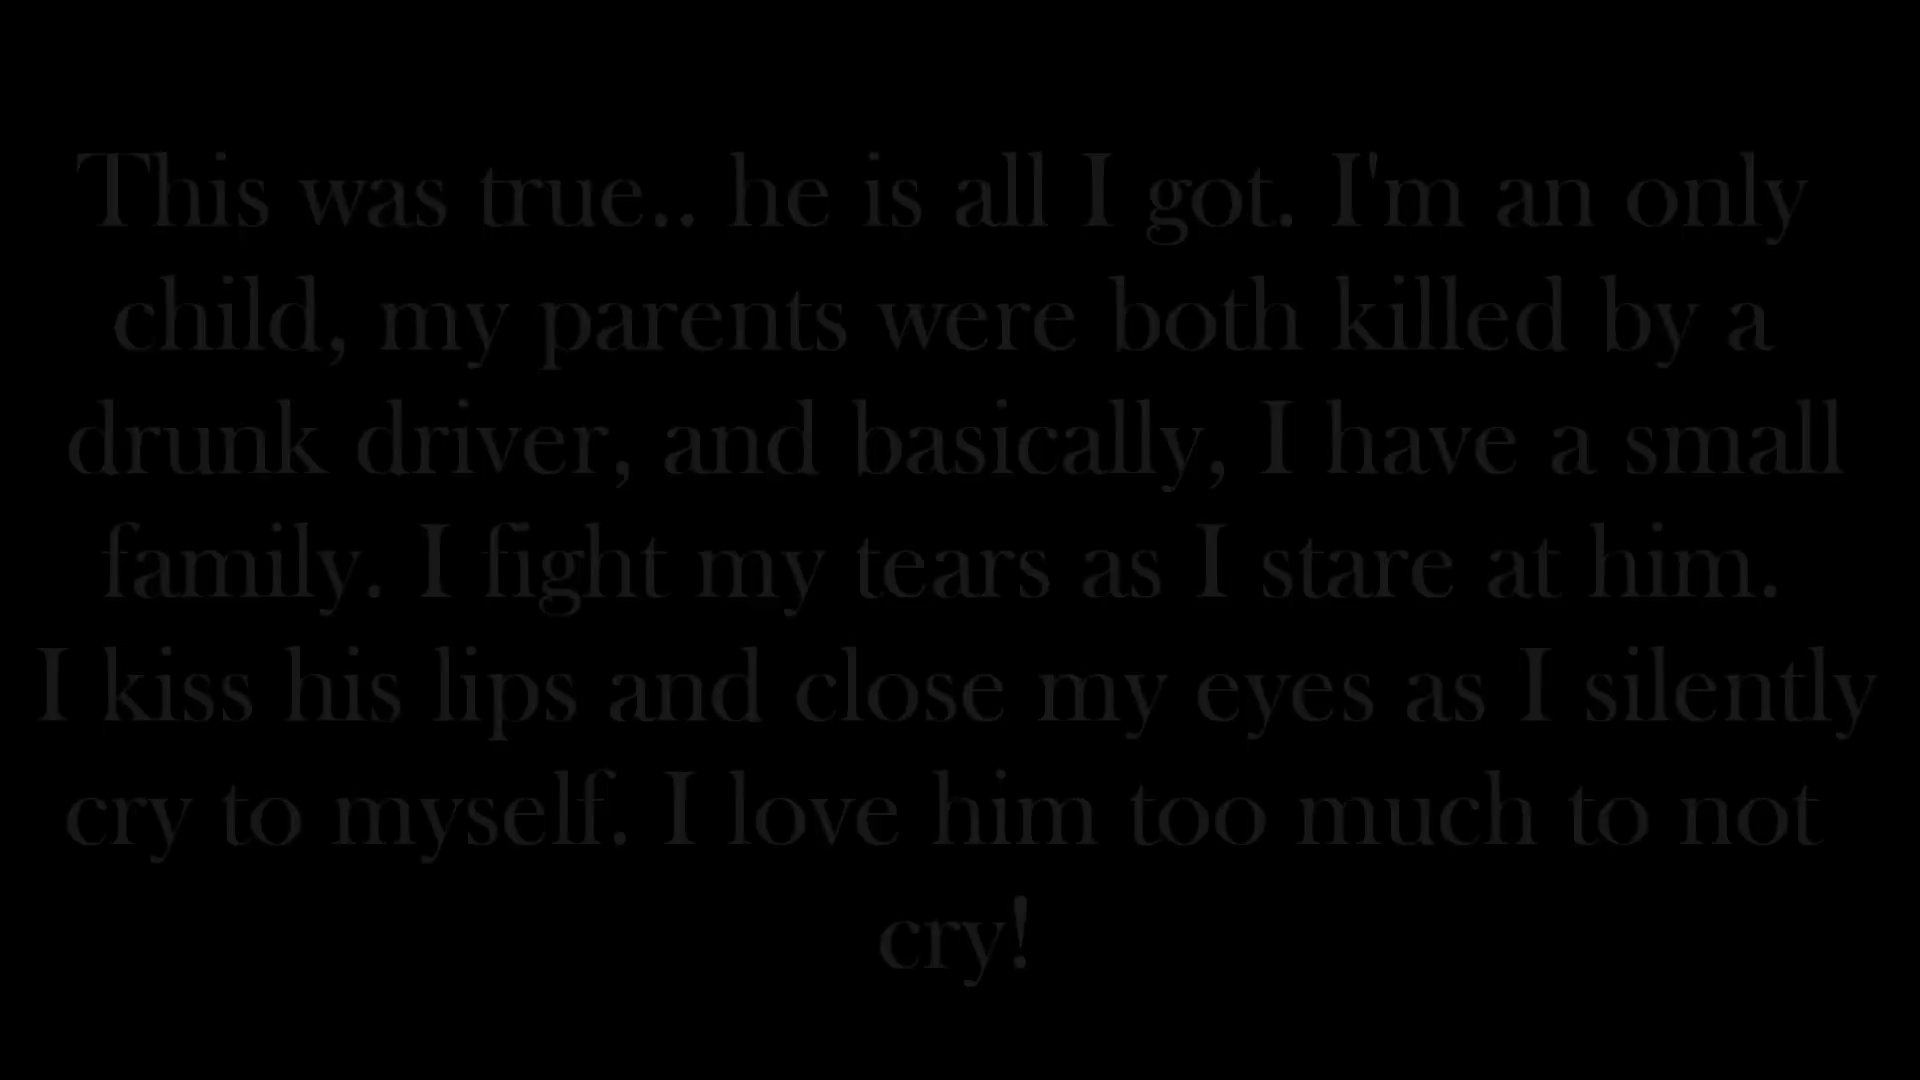 This was true.. he is all I got. I'm an only
child, my parents were both killed by a
drunk driver, and basically, I have a small
family. I fight my tears as I stare at him.
I kiss his lips and close my eyes as I silently
cry to myself. I love him too much to not
cry!